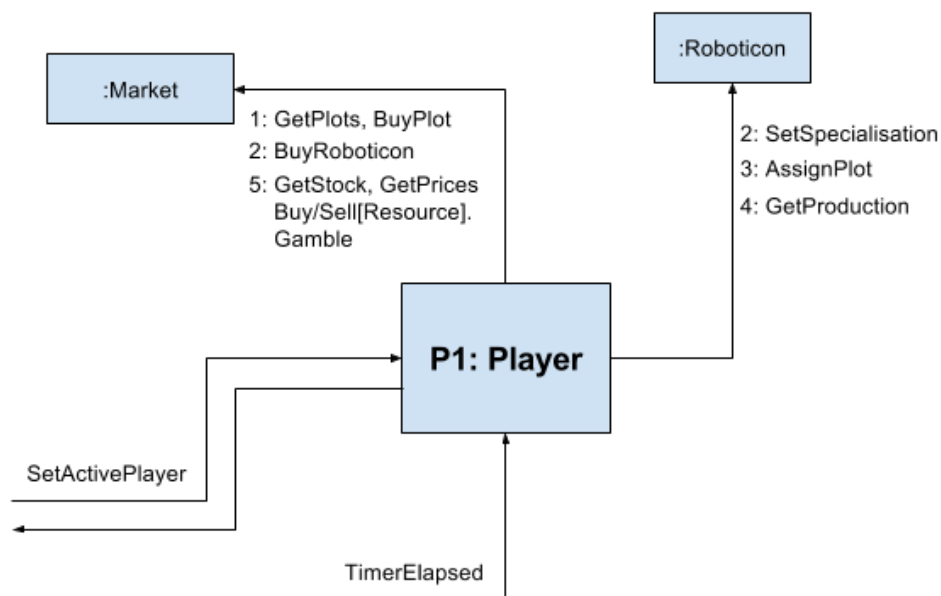 :Roboticon
:Market
1: GetPlots, BuyPlot
2: BuyRoboticon
5: GetStock, GetPrices
Buy/Sell[Resource].
Gamble
2: SetSpecialisation
3: AssignPlot
4: GetProduction
P1: Player
SetActivePlayer
TimerElapsed